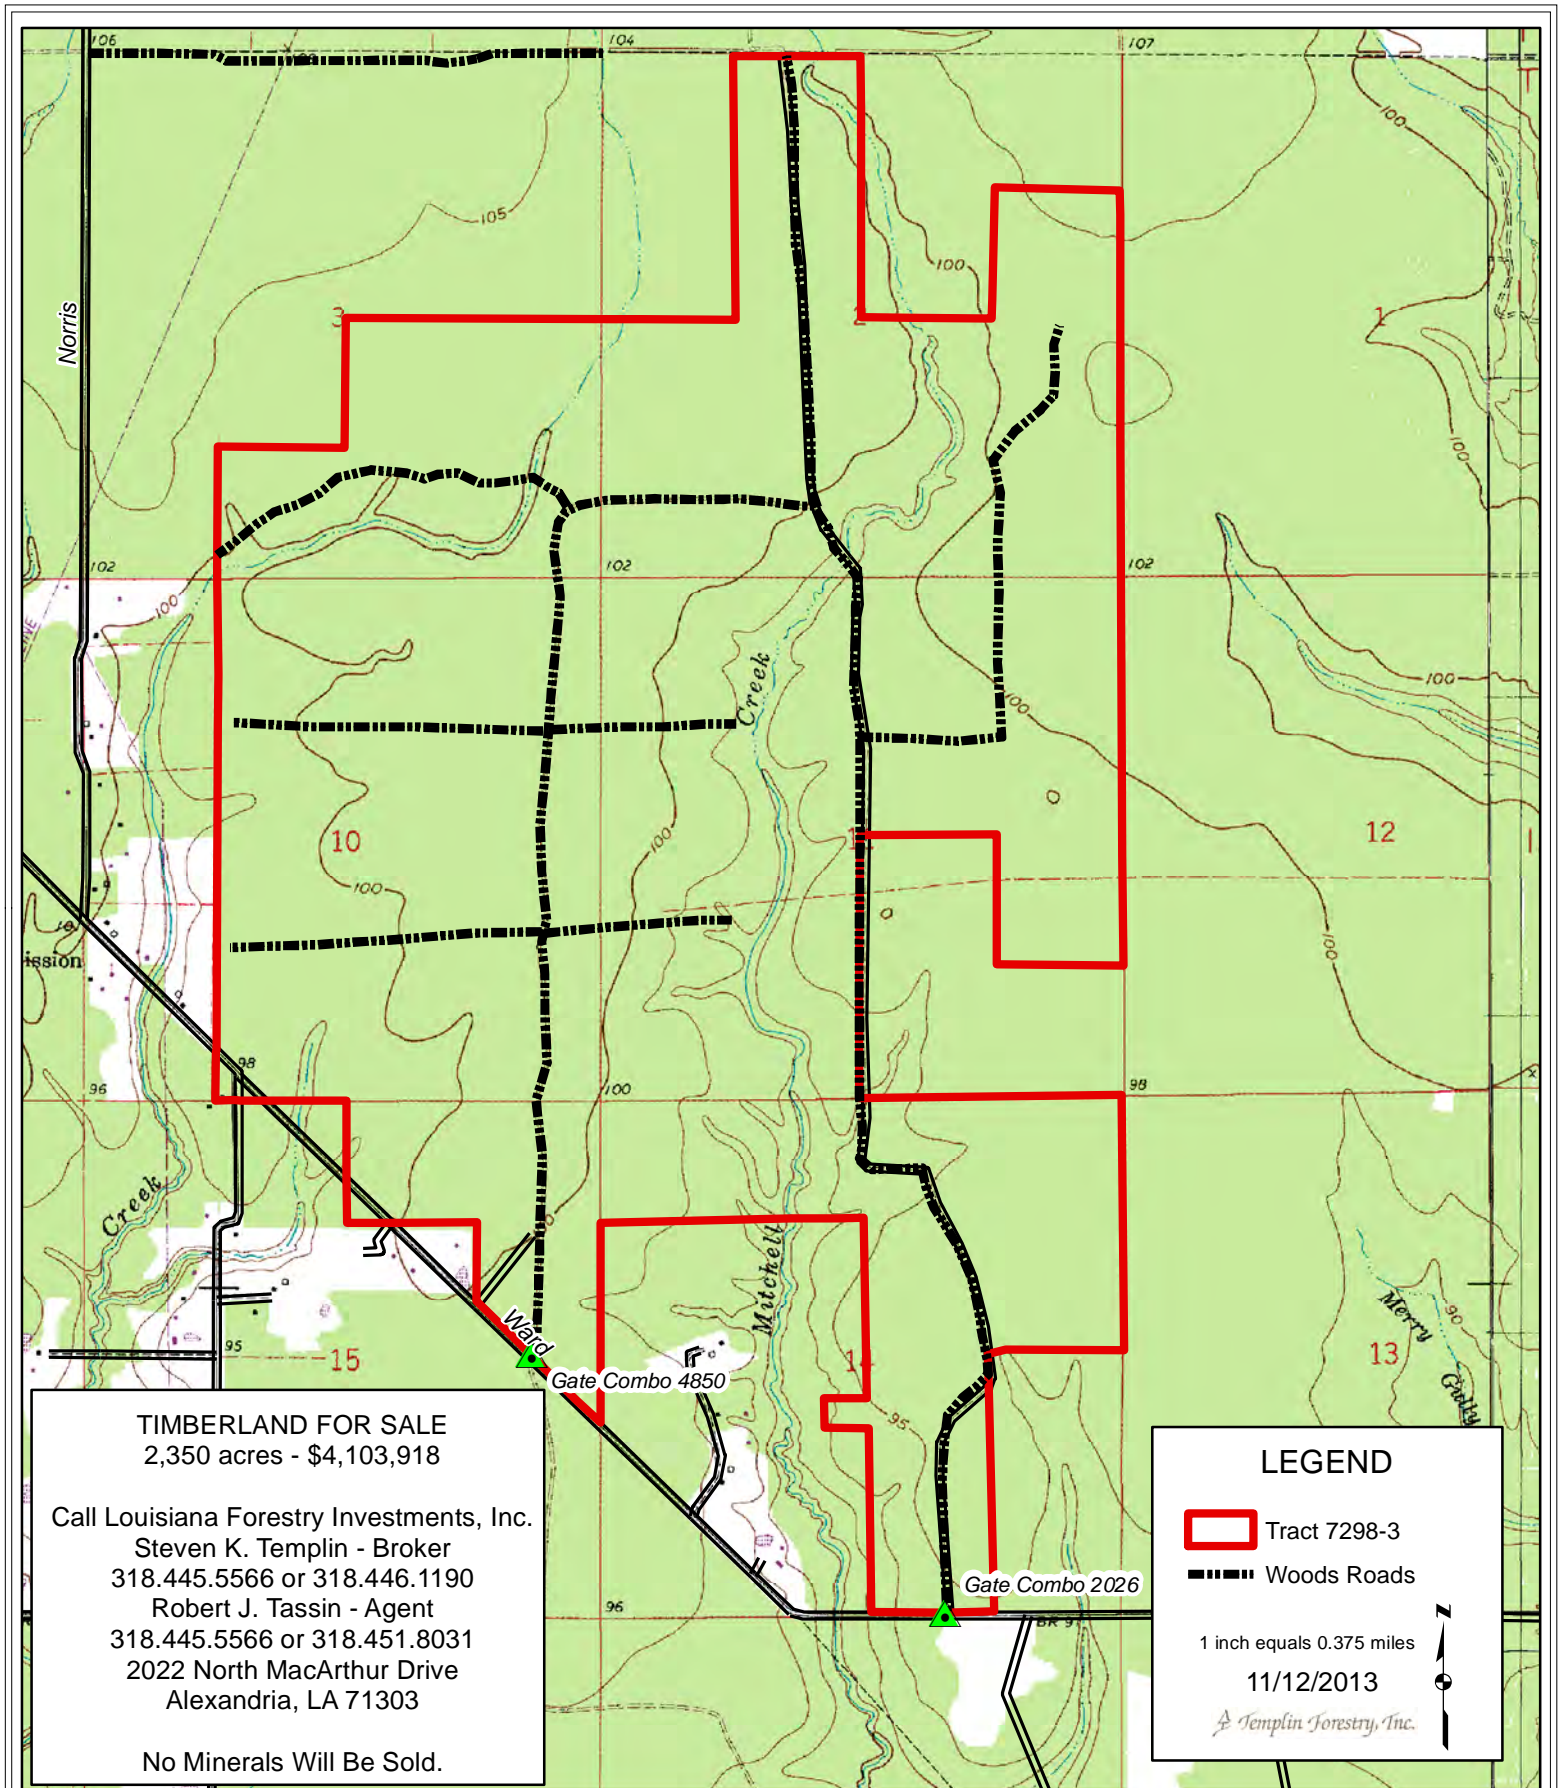 106
104
107
100
105
100
Norris
3
2
1
100
100
102
102
102
100
Creek
100
100
10
11
12
100
100
100
ission
98
96
100
98
Creek
Mitchell
Merry
90
Gully
Ward
95
15
14
13
95
Gate Combo 4850
Gate Combo 2026
96
BR 9
TIMBERLAND FOR SALE
2,350 acres - $4,103,918
Call Louisiana Forestry Investments, Inc.
Steven K. Templin - Broker
318.445.5566 or 318.446.1190
Robert J. Tassin - Agent
318.445.5566 or 318.451.8031
2022 North MacArthur Drive
Alexandria, LA 71303
No Minerals Will Be Sold.
LEGEND
Tract 7298-3
Woods Roads
1 inch equals 0.375 miles
11/12/2013
Templin Forestry, Inc.
N